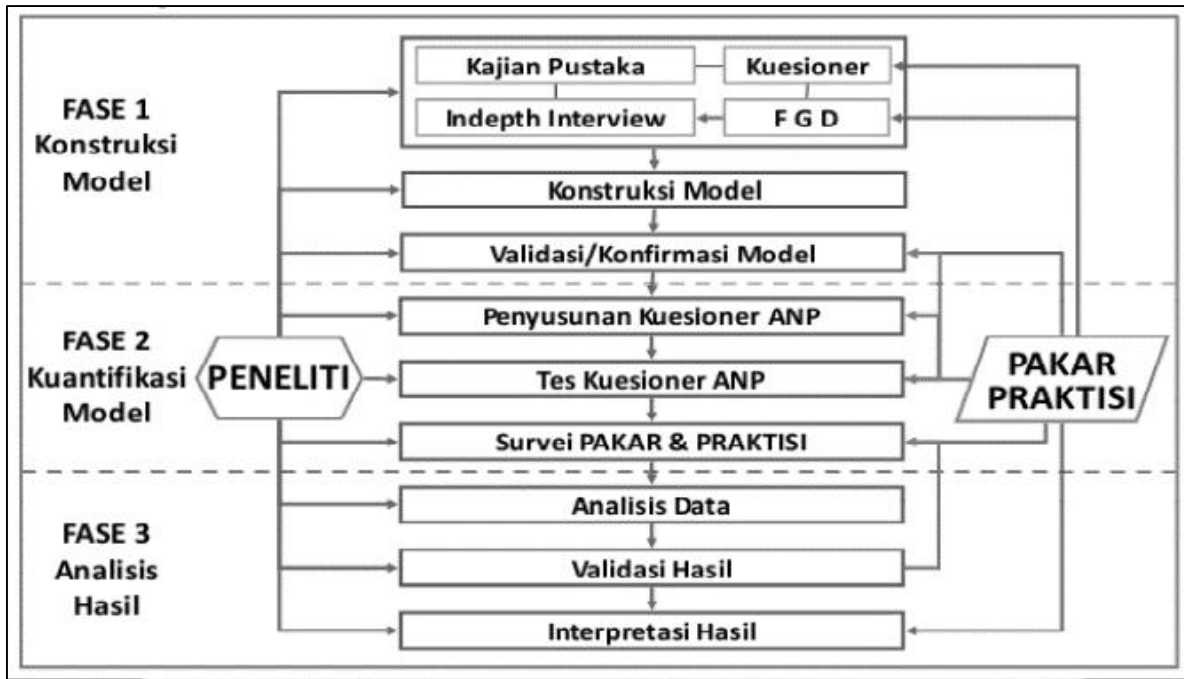 FASE 1
Konstruksi
Model
Kajian Pustaka
Kuesioner
Indepth Interview
F G D
Konstruksi Model
Validasi/Konfirmasi Model
FASE 2
Kuantifikasi
Model
PENELITI
Penyusunan Kuesioner ANP
Tes Kuesioner ANP
Survei PAKAR & PRAKTISI
PAKAR
PRAKTISI
FASE 3
Analisis
Hasil
Analisis Data
Validasi Hasil
Interpretasi Hasil